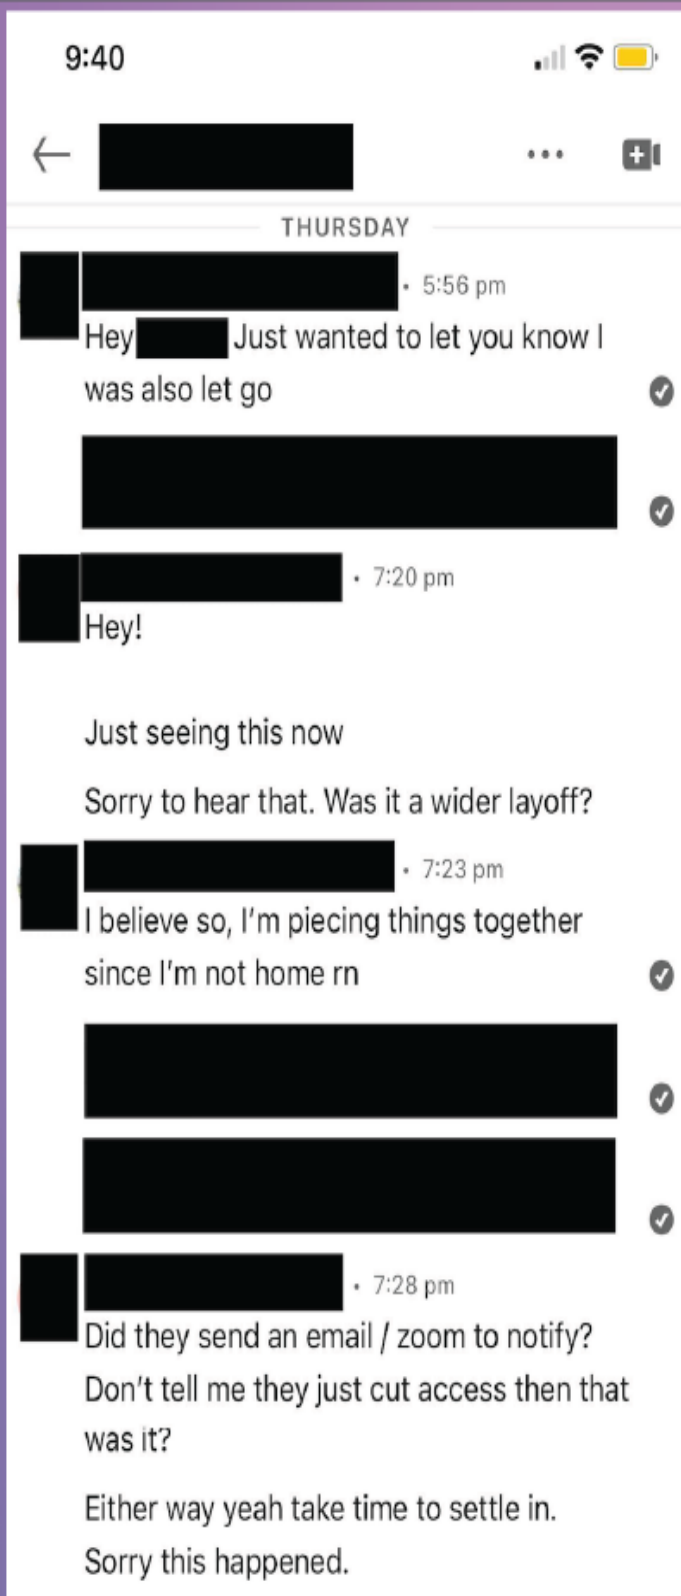 9:40
THURSDAY
• 5:56 pm
Hey Just wanted to let you know I
was also let go
• 7:20 pm
Hey!
Just seeing this now
Sorry to hear that. Was it a wider layoff?
• 7:23 pm
I believe so, I'm piecing things together
since I'm not home rn
• 7:28 pm
Did they send an email / zoom to notify?
Don't tell me they just cut access then that
was it?
Either way yeah take time to settle in.
Sorry this happened.